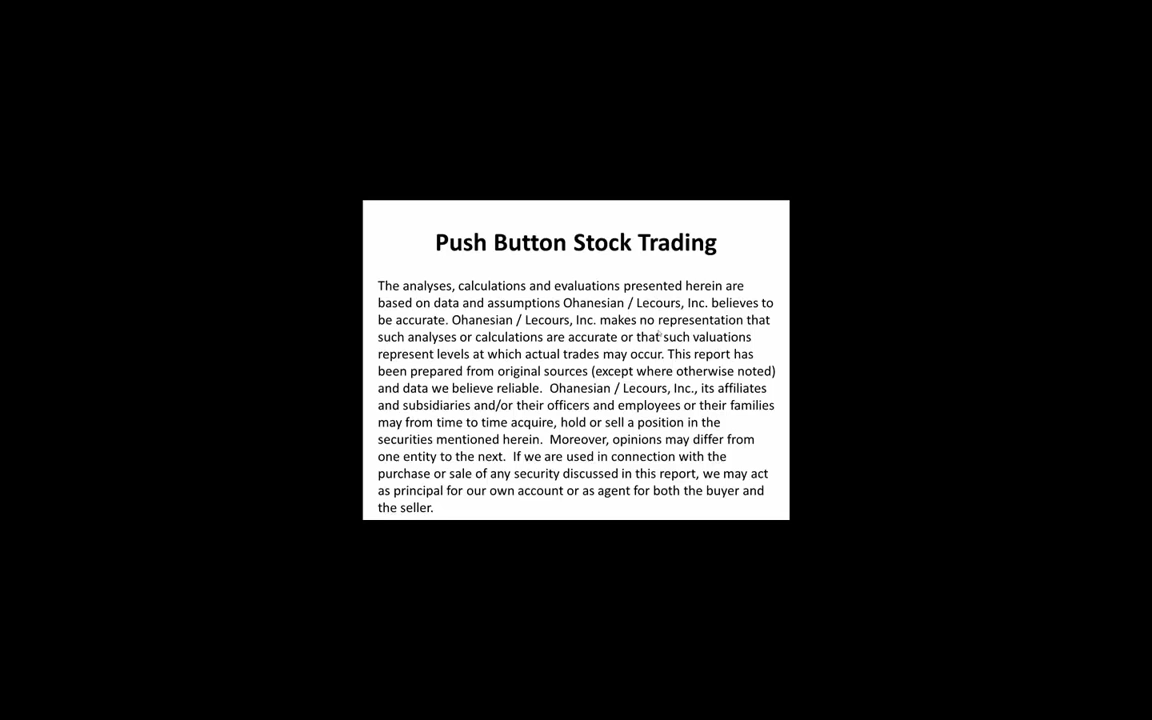 Push Button Stock Trading
The analyses, calculations and evaluations presented herein are
based on data and assumptions Ohanesian / Lecours, Inc. believes to
be accurate. Ohanesian / Lecours, Inc. makes no representation that
such analyses or calculations are accurate or that such valuations
represent levels at which actual trades may occur. This report has
been prepared from original sources (except where otherwise noted)
and data we believe reliable.  Ohanesian / Lecours, Inc., its affiliates
and subsidiaries and/or their officers and employees or their families
may from time to time acquire, hold or sell a position in the
securities mentioned herein.  Moreover, opinions may differ from
one entity to the next.  If we are used in connection with the
purchase or sale of any security discussed in this report, we may act
as principal for our own account or as agent for both the buyer and
the seller.